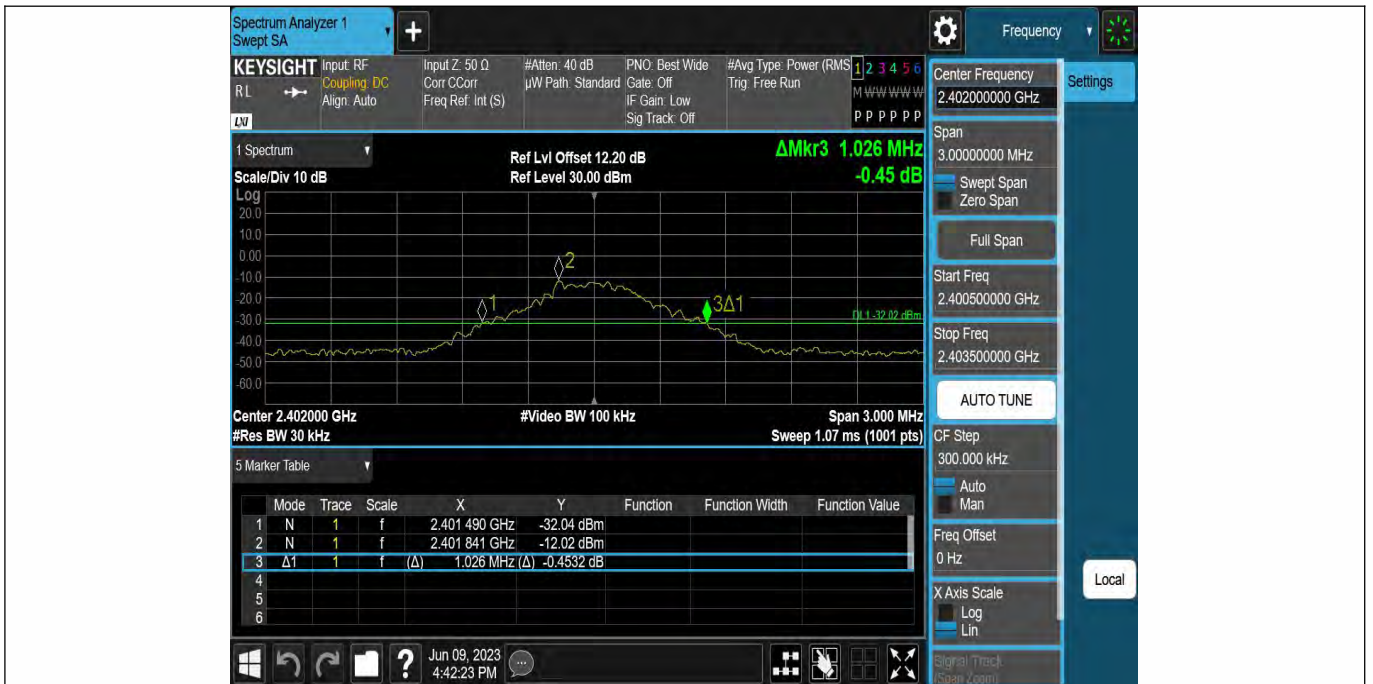 Spectrum Analyzer 1
Swept SA
Frequency
KEYSIGHT
RL
LXI
Input: RF
Coupling: DC
Align: Auto
Input Z: 50 Ω
Corr CCorr
Freq Ref: Int (S)
#Atten: 40 dB
µW Path: Standard
PNO: Best Wide
Gate: Off
IF Gain: Low
Sig Track: Off
#Avg Type: Power (RMS
Trig: Free Run
1 2 3 4 5 6
M W W W W W
P P P P P P
1 Spectrum
Scale/Div 10 dB
Ref Lvl Offset 12.20 dB
Ref Level 30.00 dBm
ΔMkr3 1.026 MHz
-0.45 dB
Log
20.0
10.0
0.00
-10.0
-20.0
-30.0
-40.0
-50.0
-60.0
1
2
3Δ1
DL1 -32.02 dBm
Center 2.402000 GHz
#Video BW 100 kHz
Span 3.000 MHz
#Res BW 30 kHz
Sweep 1.07 ms (1001 pts)
5 Marker Table
Mode Trace Scale X Y Function Function Width Function Value
1 N 1 f 2.401 490 GHz -32.04 dBm
2 N 1 f 2.401 841 GHz -12.02 dBm
3 Δ1 1 f (Δ) 1.026 MHz (Δ) -0.4532 dB
4
5
6
?
Jun 09, 2023
4:42:23 PM
Center Frequency
2.402000000 GHz
Span
3.00000000 MHz
Swept Span
Zero Span
Full Span
Start Freq
2.400500000 GHz
Stop Freq
2.403500000 GHz
AUTO TUNE
CF Step
300.000 kHz
Auto
Man
Freq Offset
0 Hz
X Axis Scale
Log
Lin
Signal Track
(Span Zoom)
Settings
Local